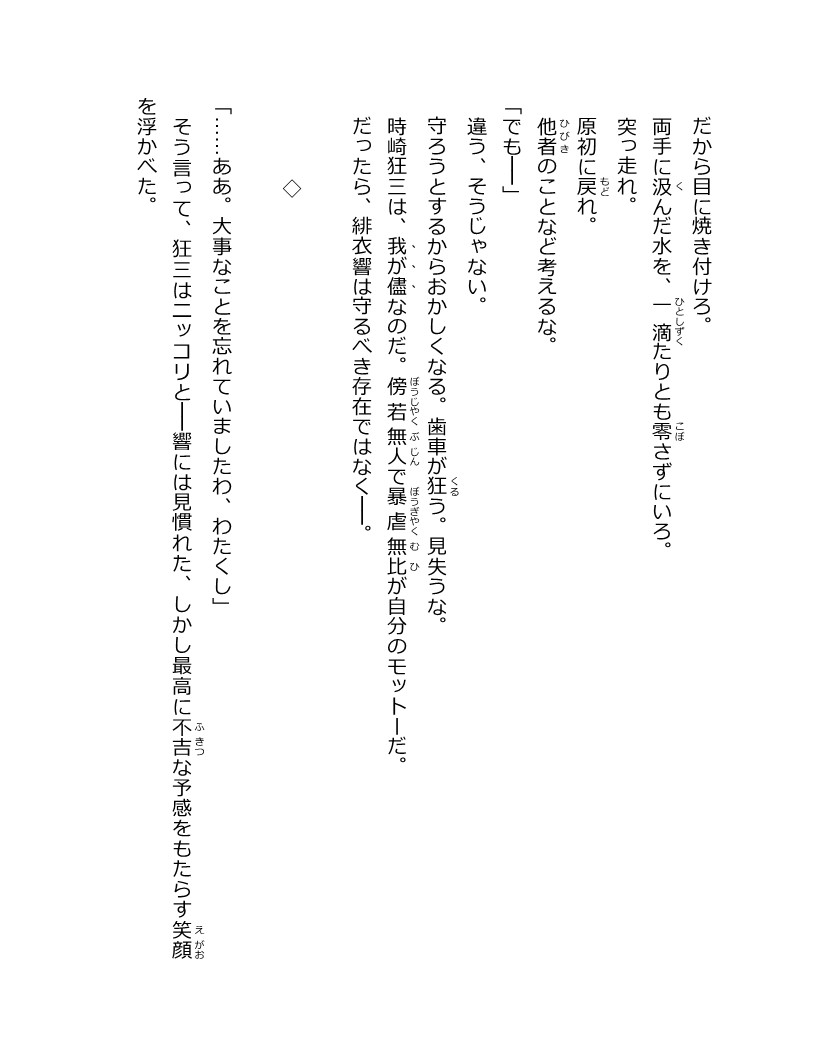 だから目に焼き付けろ。
両手に汲んだ水を、一滴たりとも零さずにいろ。
突っ走れ。
原初に戻れ。
他者のことなど考えるな。
「でも――」
違う、そうじゃない。
守ろうとするからおかしくなる。歯車が狂う。見失うな。
時崎狂三は、我が儘なのだ。傍若無人で暴虐無比が自分のモットーだ。
だったら、緋衣響は守るべき存在ではなく――。
◇
「……ああ。大事なことを忘れていましたわ、わたくし」
そう言って、狂三はニッコリと――響には見慣れた、しかし最高に不吉な予感をもたらす笑顔
を浮かべた。